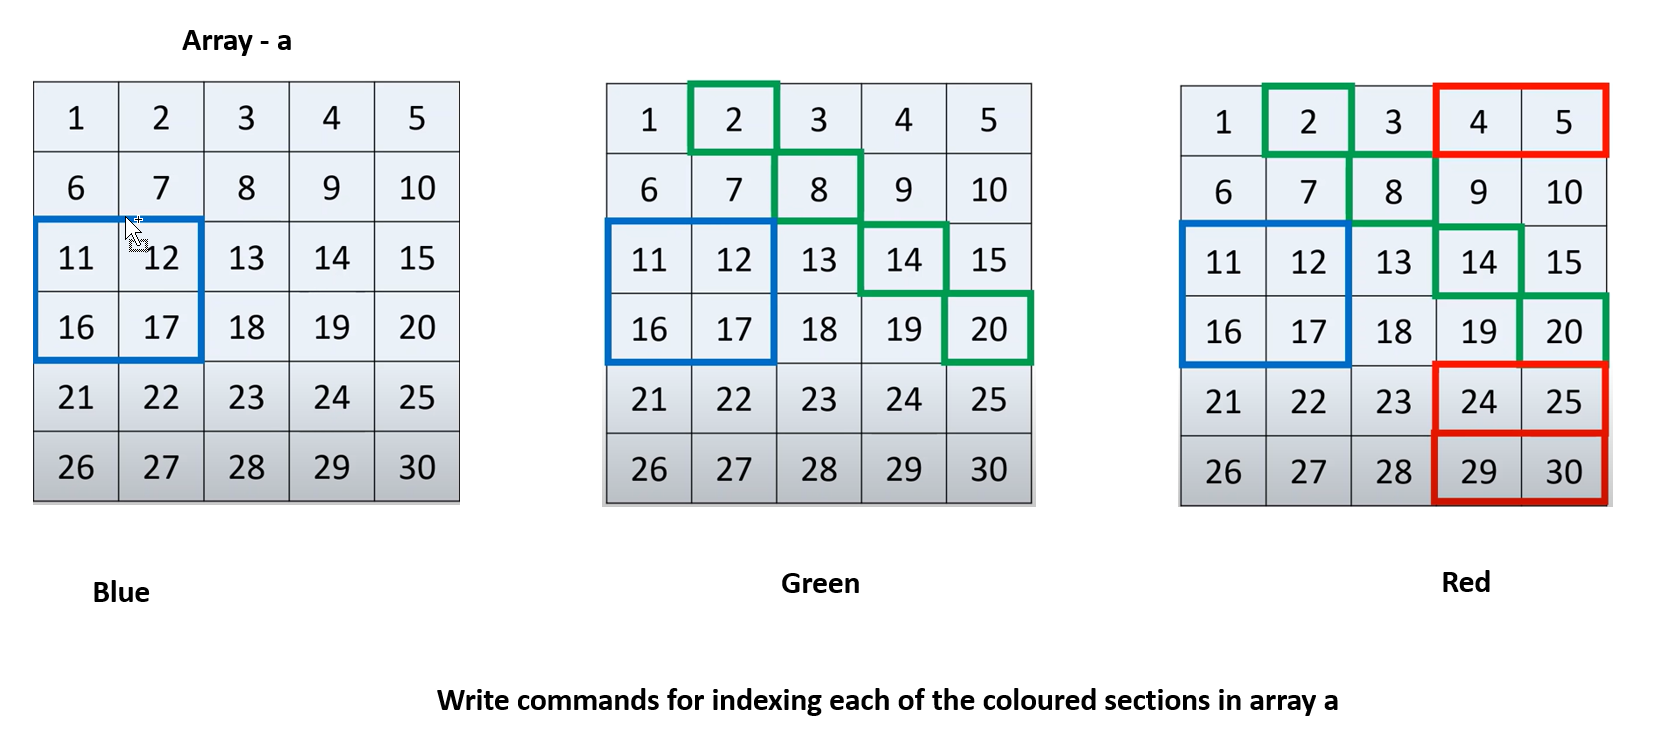 Array - a
1 2 3 4 5
6 7 8 9 10
11 12 13 14 15
16 17 18 19 20
21 22 23 24 25
26 27 28 29 30
Blue
1 2 3 4 5
6 7 8 9 10
11 12 13 14 15
16 17 18 19 20
21 22 23 24 25
26 27 28 29 30
Green
1 2 3 4 5
6 7 8 9 10
11 12 13 14 15
16 17 18 19 20
21 22 23 24 25
26 27 28 29 30
Red
Write commands for indexing each of the coloured sections in array a